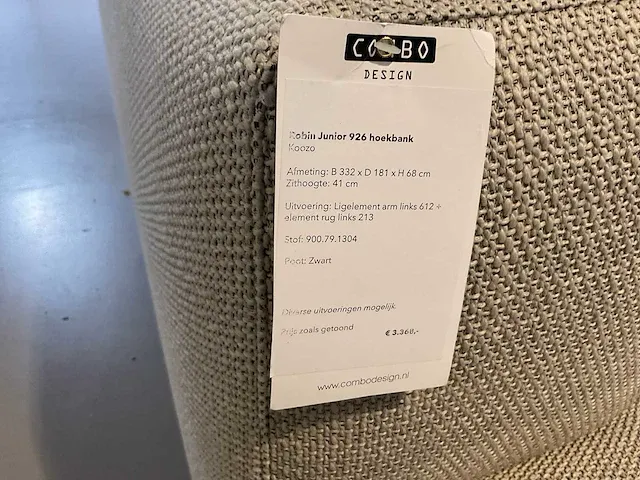 COMBO
DESIGN
Robin Junior 926 hoekbank
Koozo
Afmeting: B 332 x D 181 x H 68 cm
Zithoogte: 41 cm
Uitvoering: Ligelement arm links 612 +
element rug links 213
Stof: 900.79.1304
Poot: Zwart
Diverse uitvoeringen mogelijk.
Prijs zoals getoond € 3.368,-
www.combodesign.nl